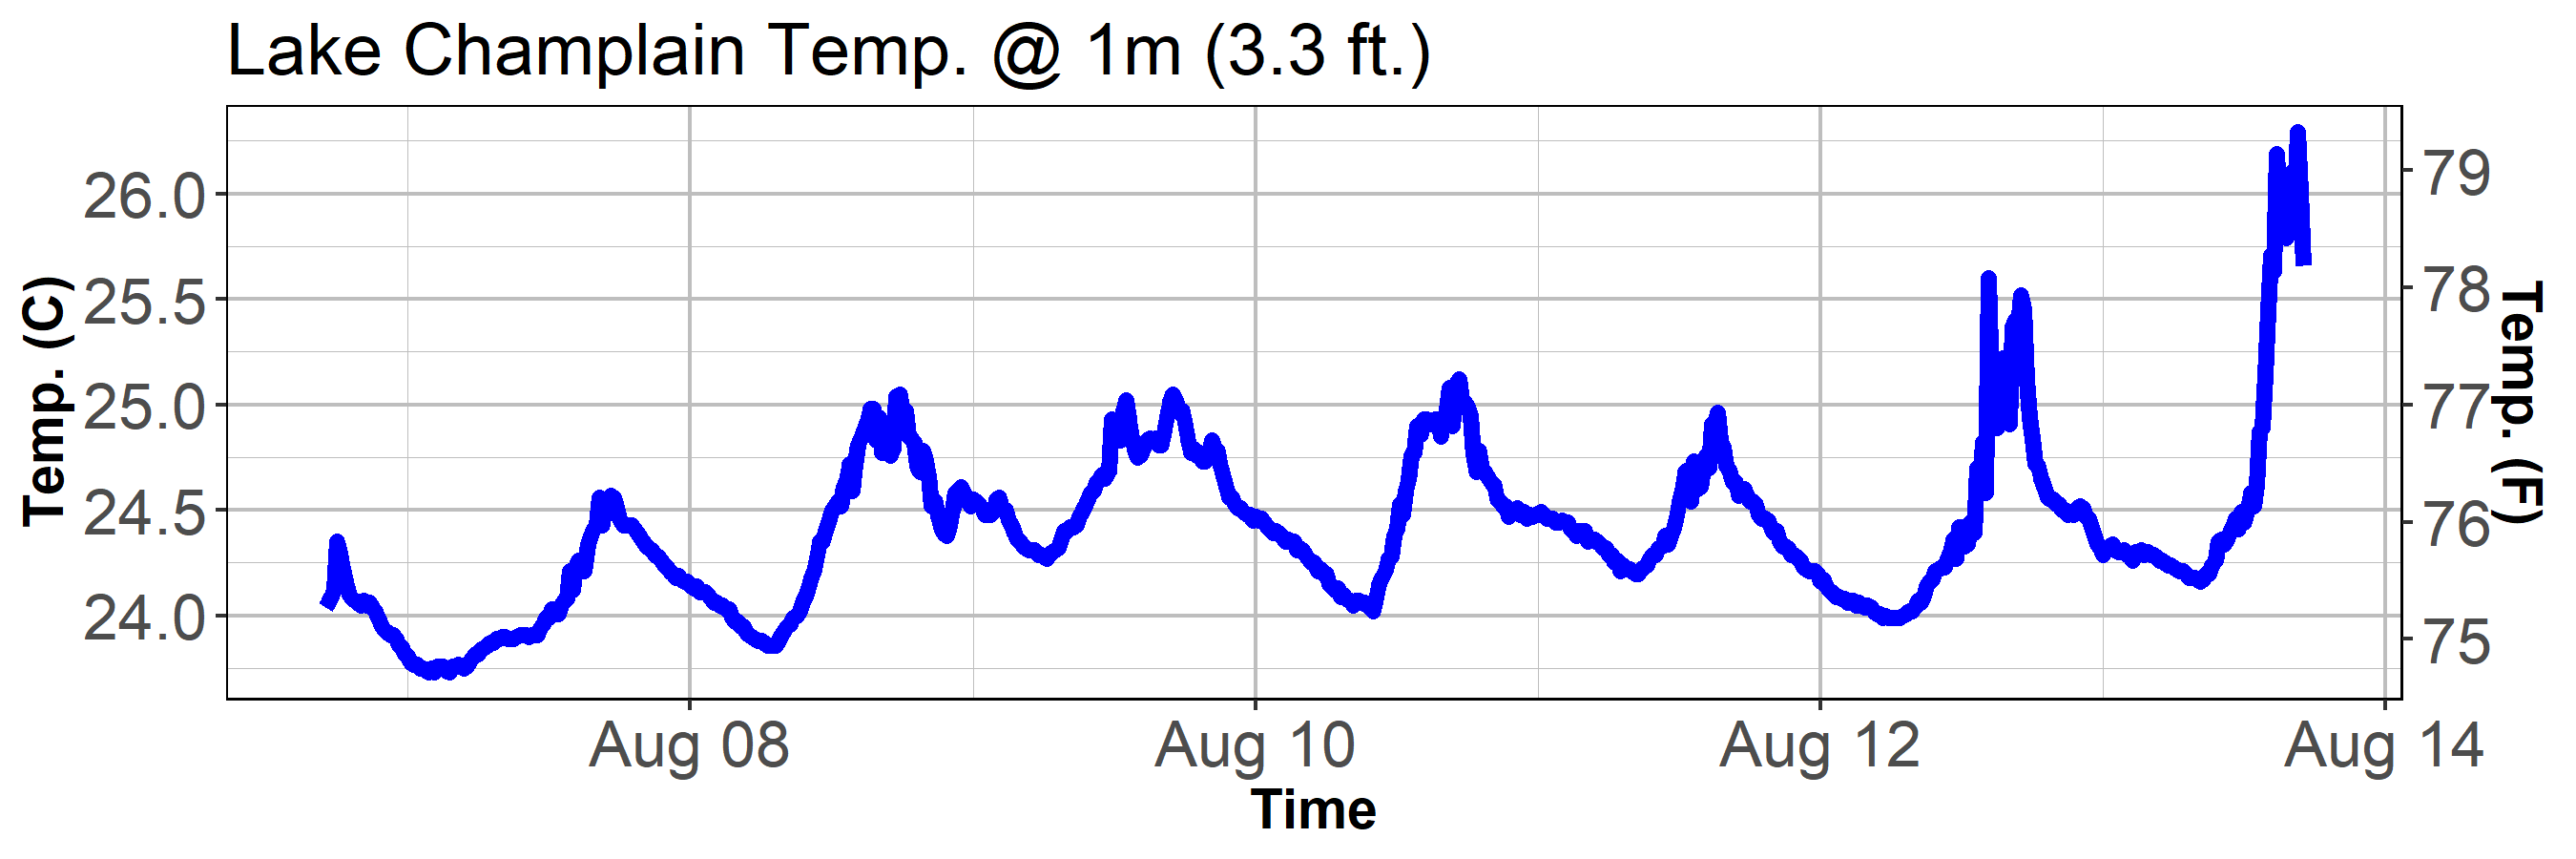 Lake Champlain Temp. @ 1m (3.3 ft.)
Temp. (C)
26.0
25.5
25.0
24.5
24.0
79
78
77
76
75
Temp. (F)
Aug 08
Aug 10
Aug 12
Aug 14
Time